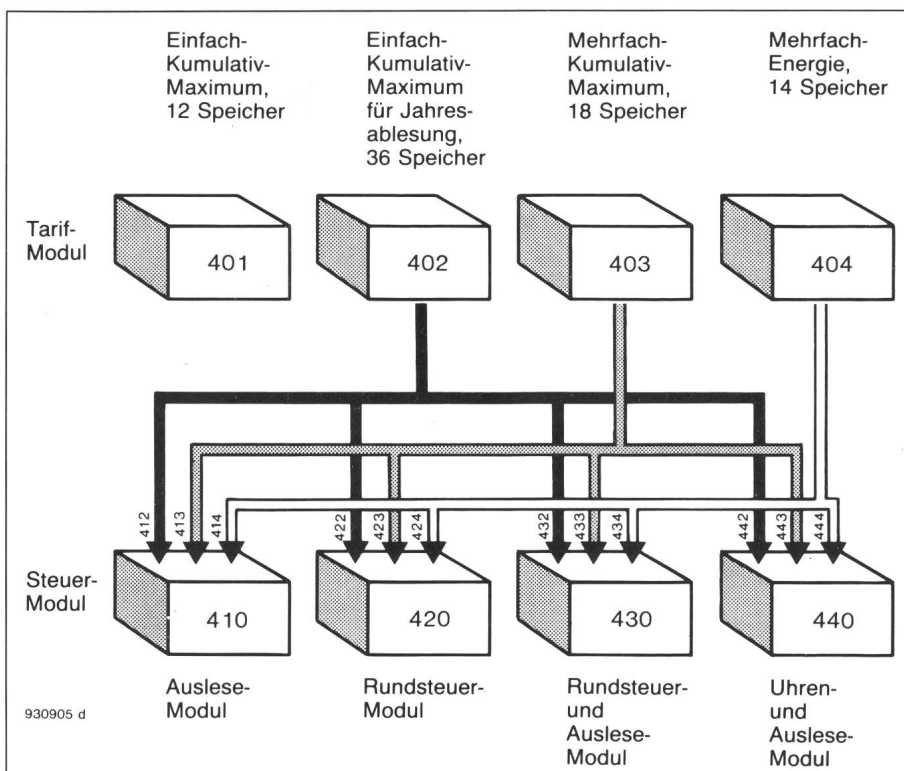 Einfach-
Kumulativ-
Maximum,
12 Speicher
Einfach-
Kumulativ-
Maximum
für Jahres-
ablesung,
36 Speicher
Mehrfach-
Kumulativ-
Maximum,
18 Speicher
Mehrfach-
Energie,
14 Speicher
Tarif-
Modul
401
402
403
404
412
413
414
422
423
424
432
433
434
442
443
444
Steuer-
Modul
410
420
430
440
Auslese-
Modul
Rundsteuer-
Modul
Rundsteuer-
und
Auslese-
Modul
Uhren-
und
Auslese-
Modul
930905 d